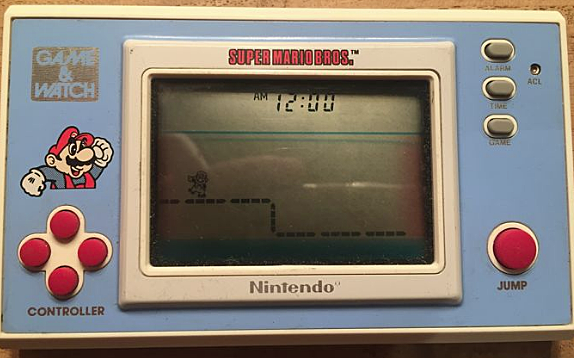 GAME
&
WATCH
SUPER MARIO BROS.™
AM 12:00
ALARM
ACL
TIME
GAME
CONTROLLER
Nintendo®
JUMP